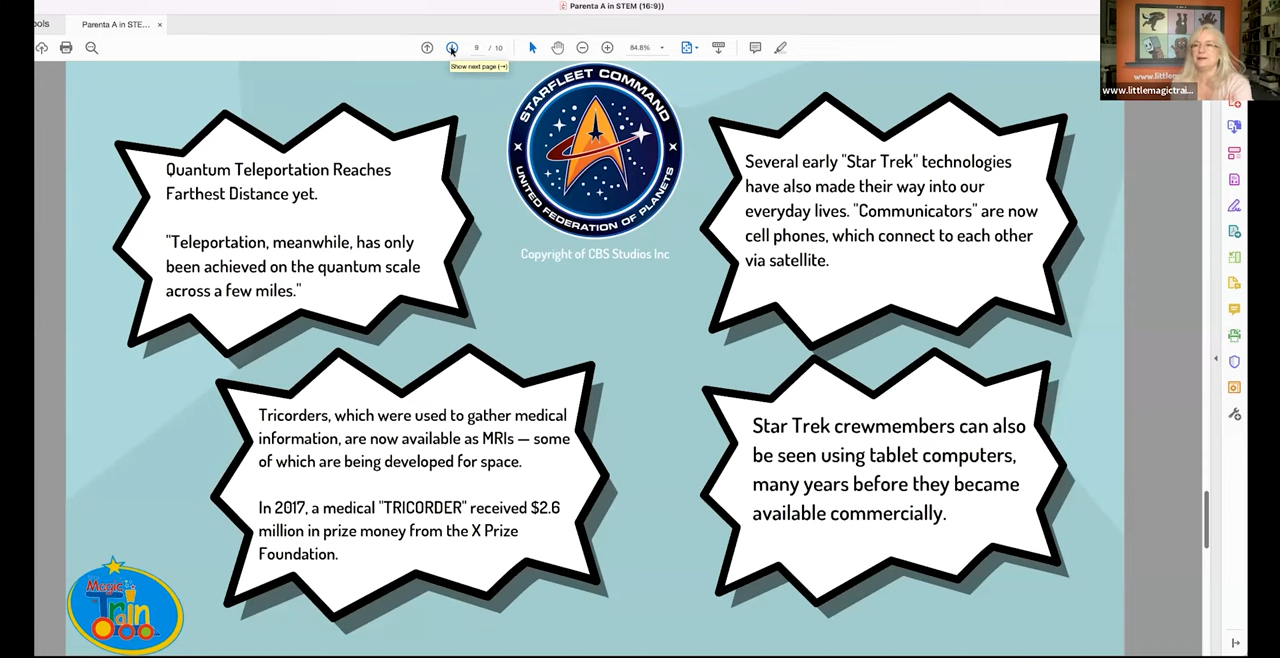 Parenta A in STEM (16:9))
ools
Parenta A in STE... ×
9 / 10
84.8%
Show next page (→)
www.littlemagictrai...
STARFLEET COMMAND
UNITED FEDERATION OF PLANETS
Copyright of CBS Studios Inc
Quantum Teleportation Reaches
Farthest Distance yet.
"Teleportation, meanwhile, has only
been achieved on the quantum scale
across a few miles."
Several early "Star Trek" technologies
have also made their way into our
everyday lives. "Communicators" are now
cell phones, which connect to each other
via satellite.
Tricorders, which were used to gather medical
information, are now available as MRIs — some
of which are being developed for space.
In 2017, a medical "TRICORDER" received $2.6
million in prize money from the X Prize
Foundation.
Star Trek crewmembers can also
be seen using tablet computers,
many years before they became
available commercially.
Magic
Train